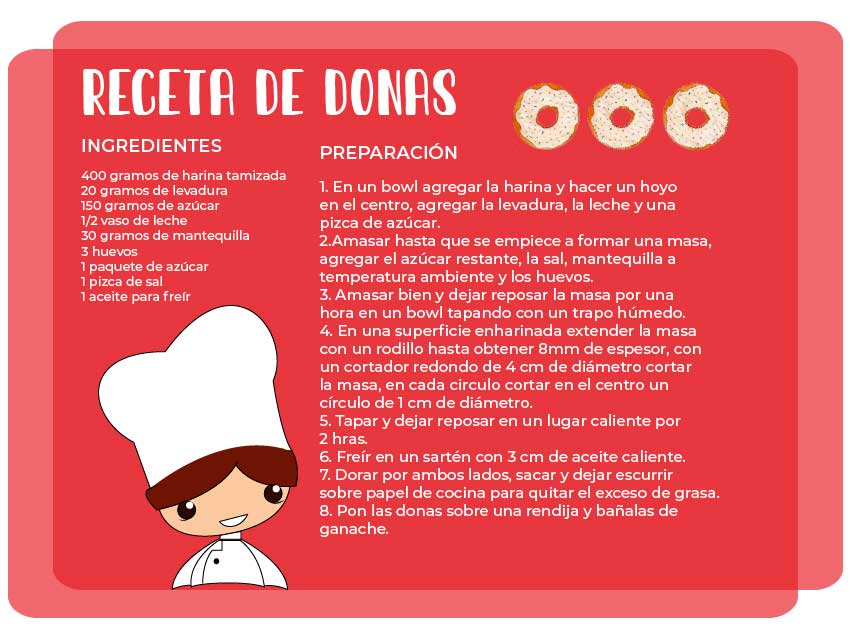 RECETA DE DONAS
INGREDIENTES
400 gramos de harina tamizada
20 gramos de levadura
150 gramos de azúcar
1/2 vaso de leche
30 gramos de mantequilla
3 huevos
1 paquete de azúcar
1 pizca de sal
1 aceite para freír
PREPARACIÓN
1. En un bowl agregar la harina y hacer un hoyo
en el centro, agregar la levadura, la leche y una
pizca de azúcar.
2.Amasar hasta que se empiece a formar una masa,
agregar el azúcar restante, la sal, mantequilla a
temperatura ambiente y los huevos.
3. Amasar bien y dejar reposar la masa por una
hora en un bowl tapando con un trapo húmedo.
4. En una superficie enharinada extender la masa
con un rodillo hasta obtener 8mm de espesor, con
un cortador redondo de 4 cm de diámetro cortar
la masa, en cada circulo cortar en el centro un
círculo de 1 cm de diámetro.
5. Tapar y dejar reposar en un lugar caliente por
2 hras.
6. Freír en un sartén con 3 cm de aceite caliente.
7. Dorar por ambos lados, sacar y dejar escurrir
sobre papel de cocina para quitar el exceso de grasa.
8. Pon las donas sobre una rendija y bañalas de
ganache.